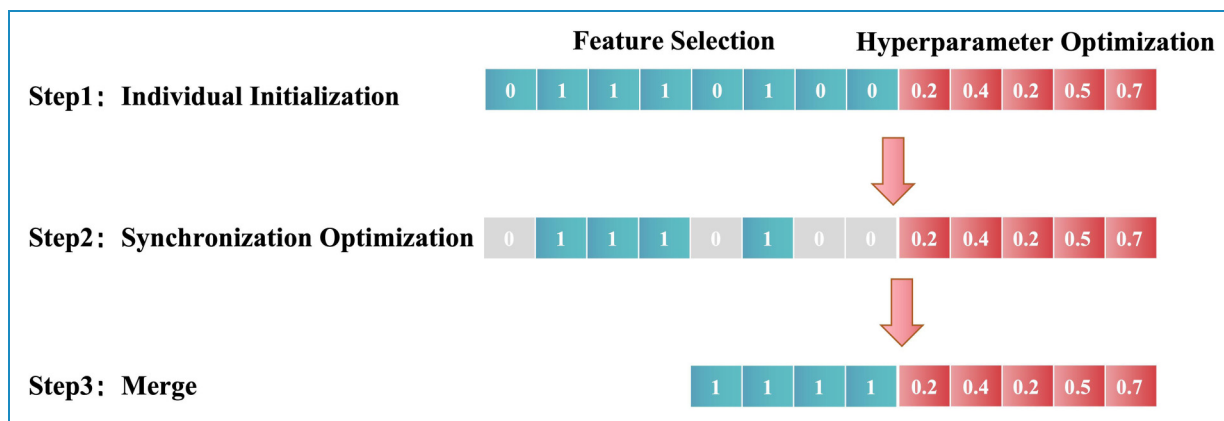 Feature Selection Hyperparameter Optimization
Step1: Individual Initialization 0 1 1 1 0 1 0 0 0.2 0.4 0.2 0.5 0.7
Step2: Synchronization Optimization 0 1 1 1 0 1 0 0 0.2 0.4 0.2 0.5 0.7
Step3: Merge 1 1 1 1 0.2 0.4 0.2 0.5 0.7